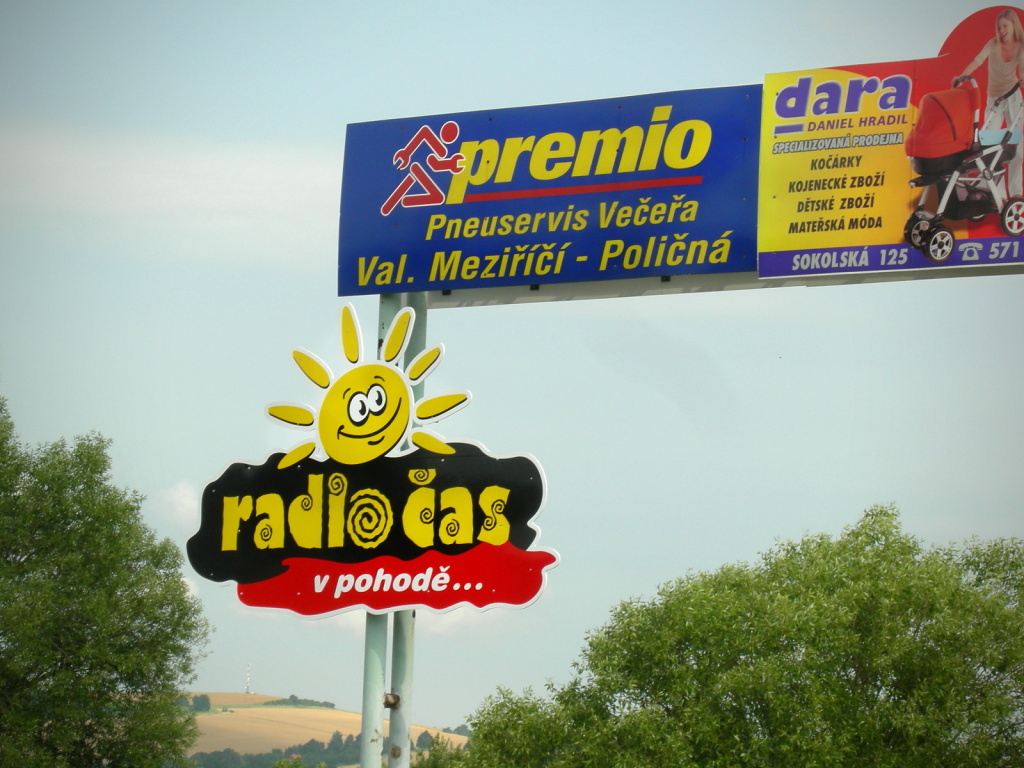 premio
Pneuservis Večeřa
Val. Meziříčí - Poličná
dara
DANIEL HRADIL
SPECIALIZOVANÁ PRODEJNA
KOČÁRKY
KOJENECKÉ ZBOŽÍ
DĚTSKÉ ZBOŽÍ
MATEŘSKÁ MÓDA
SOKOLSKÁ 125 ☎ 571
radio čas
v pohodě...